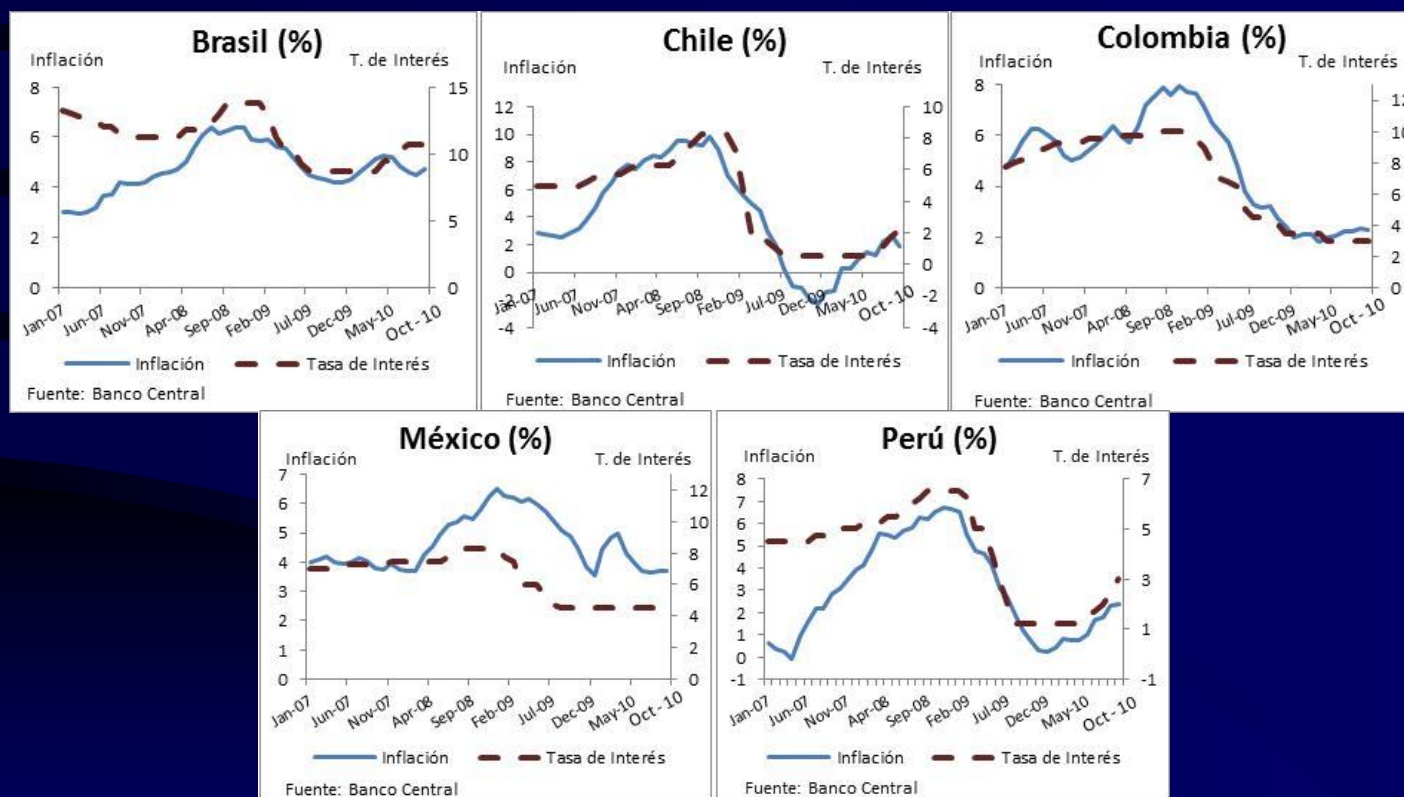 Brasil (%)
Inflación T. de Interés
8
6
4
2
0
15
10
5
0
Jan-07 Jun-07 Nov-07 Apr-08 Sep-08 Feb-09 Jul-09 Dec-09 May-10 Oct - 10
Inflación Tasa de Interés
Fuente: Banco Central
Chile (%)
Inflación T. de Interés
12
10
8
6
4
2
0
-2
-4
10
8
6
4
2
0
-2
-4
Jan-07 Jun-07 Nov-07 Apr-08 Sep-08 Feb-09 Jul-09 Dec-09 May-10 Oct - 10
Inflación Tasa de Interés
Fuente: Banco Central
Colombia (%)
Inflación T. de Interés
8
6
4
2
0
12
10
8
6
4
2
0
Jan-07 Jun-07 Nov-07 Apr-08 Sep-08 Feb-09 Jul-09 Dec-09 May-10 Oct - 10
Inflación Tasa de Interés
Fuente: Banco Central
México (%)
Inflación T. de Interés
7
6
5
4
3
2
1
0
12
10
8
6
4
2
0
Jan-07 Jun-07 Nov-07 Apr-08 Sep-08 Feb-09 Jul-09 Dec-09 May-10 Oct - 10
Inflación Tasa de Interés
Fuente: Banco Central
Perú (%)
Inflación T. de Interés
8
7
6
5
4
3
2
1
0
-1
7
5
3
1
-1
Jan-07 Jun-07 Nov-07 Apr-08 Sep-08 Feb-09 Jul-09 Dec-09 May-10 Oct - 10
Inflación Tasa de Interés
Fuente: Banco Central